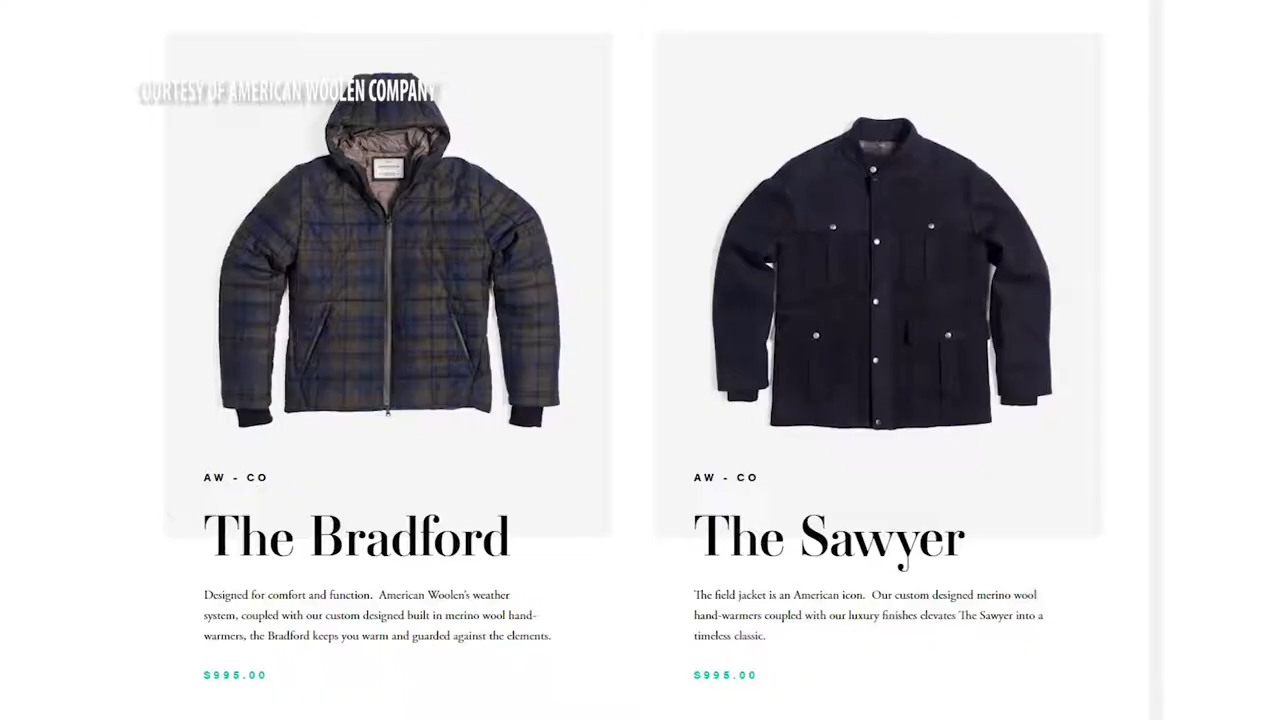 COURTESY OF AMERICAN WOOLEN COMPANY
AW - CO
The Bradford
Designed for comfort and function. American Woolen's weather
system, coupled with our custom designed built in merino wool hand-
warmers, the Bradford keeps you warm and guarded against the elements.
$995.00
AW - CO
The Sawyer
The field jacket is an American icon. Our custom designed merino wool
hand-warmers coupled with our luxury finishes elevates The Sawyer into a
timeless classic.
$995.00